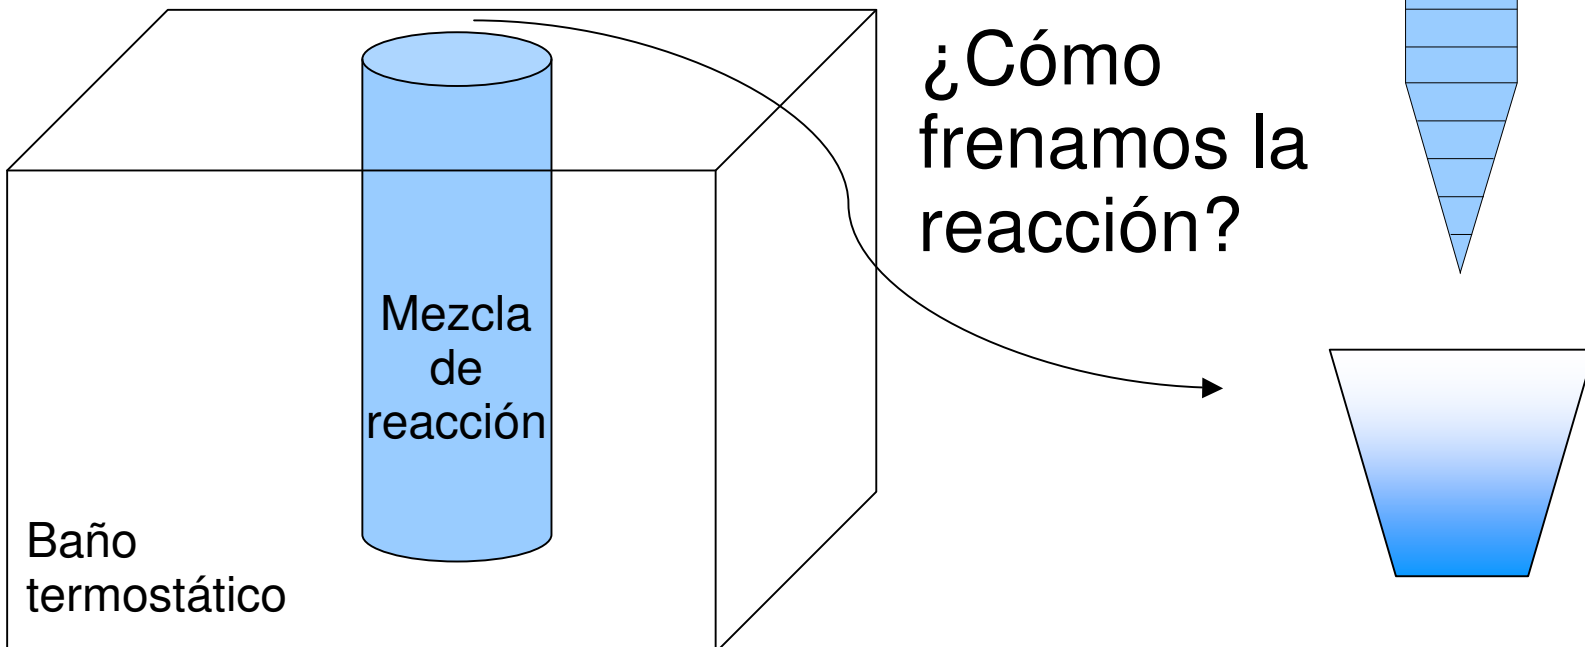 ¿Cómo
frenamos la
reacción?
Mezcla
de
reacción
Baño
termostático